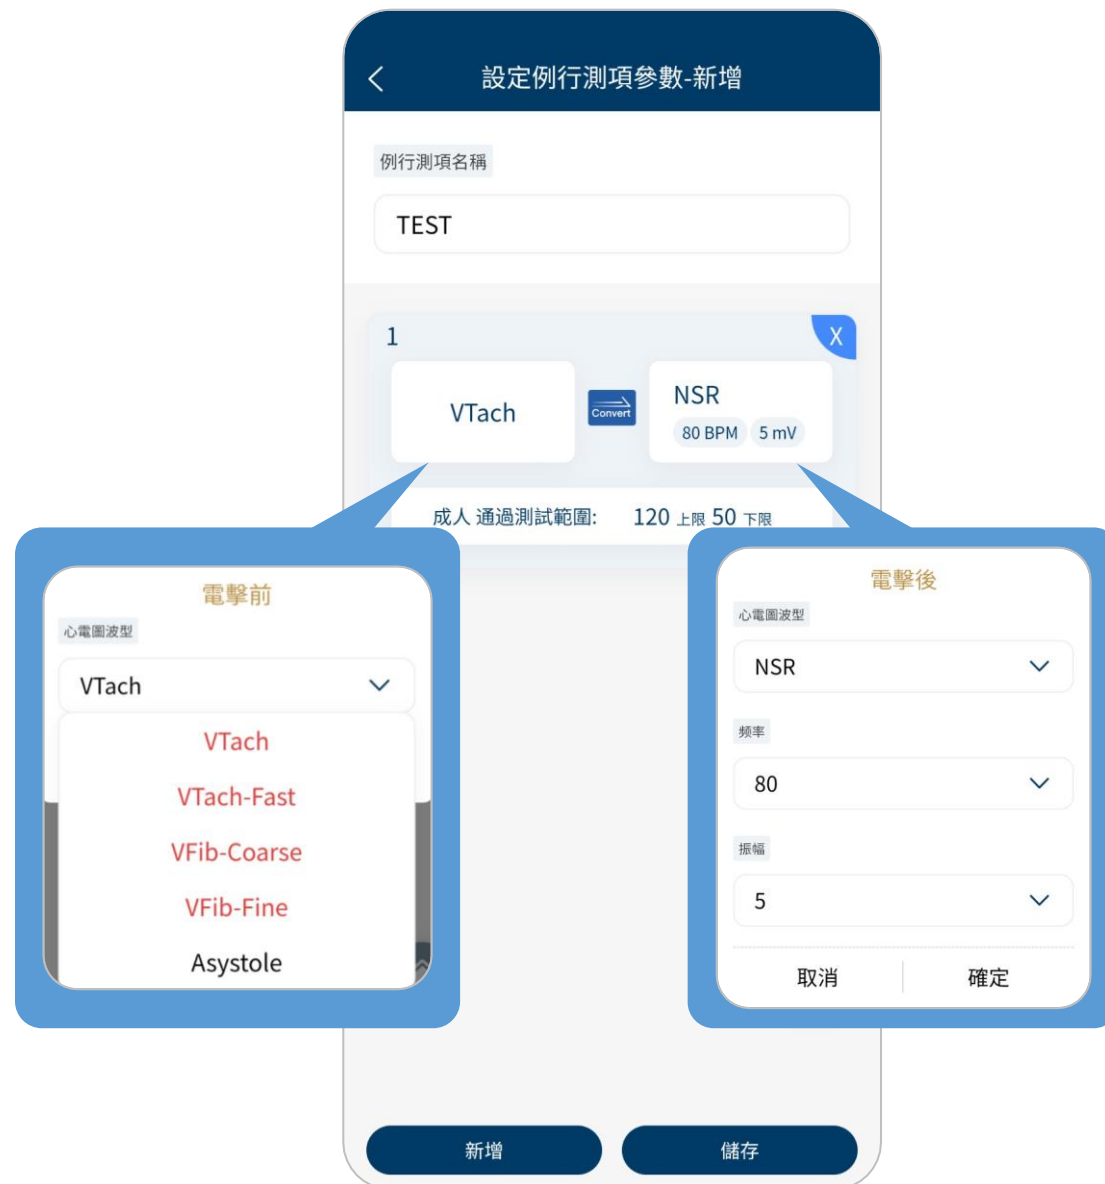 設定例行測項參數-新增
例行測項名稱
TEST
1
X
VTach
Convert
NSR
80 BPM 5 mV
成人 通過測試範圍: 120 上限 50 下限
電擊前
心電圖波型
VTach
VTach
VTach-Fast
VFib-Coarse
VFib-Fine
Asystole
電擊後
心電圖波型
NSR
頻率
80
振幅
5
取消 確定
新增 儲存